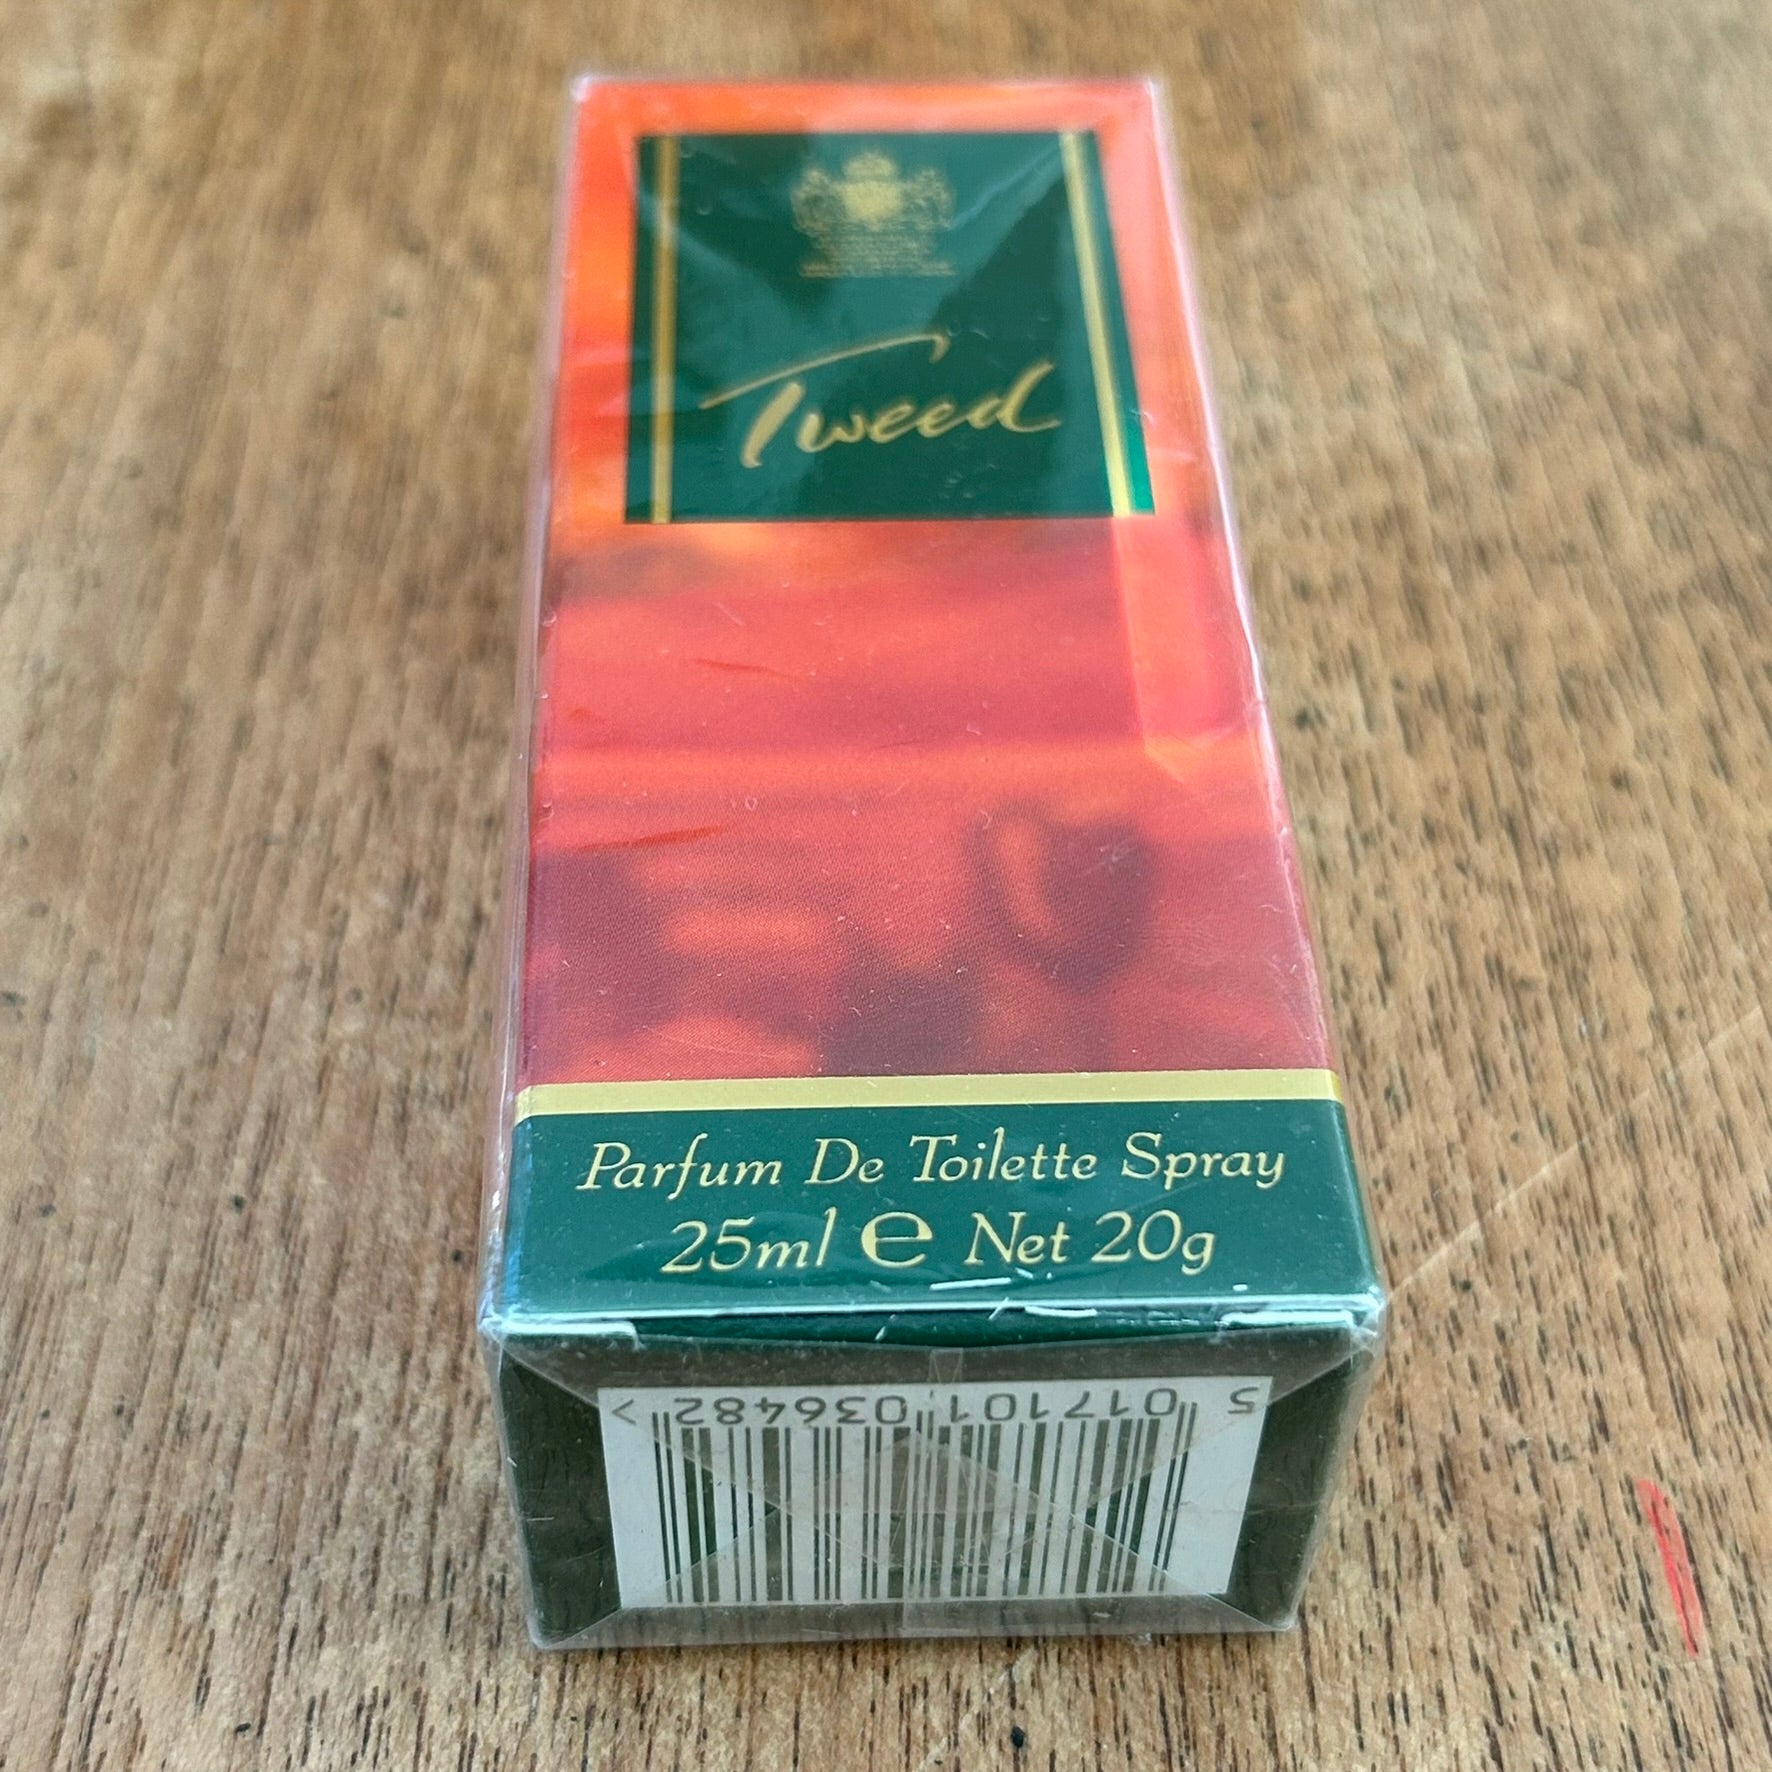 Tweed
Parfum De Toilette Spray
25ml e Net 20g
5 017101 036482 >